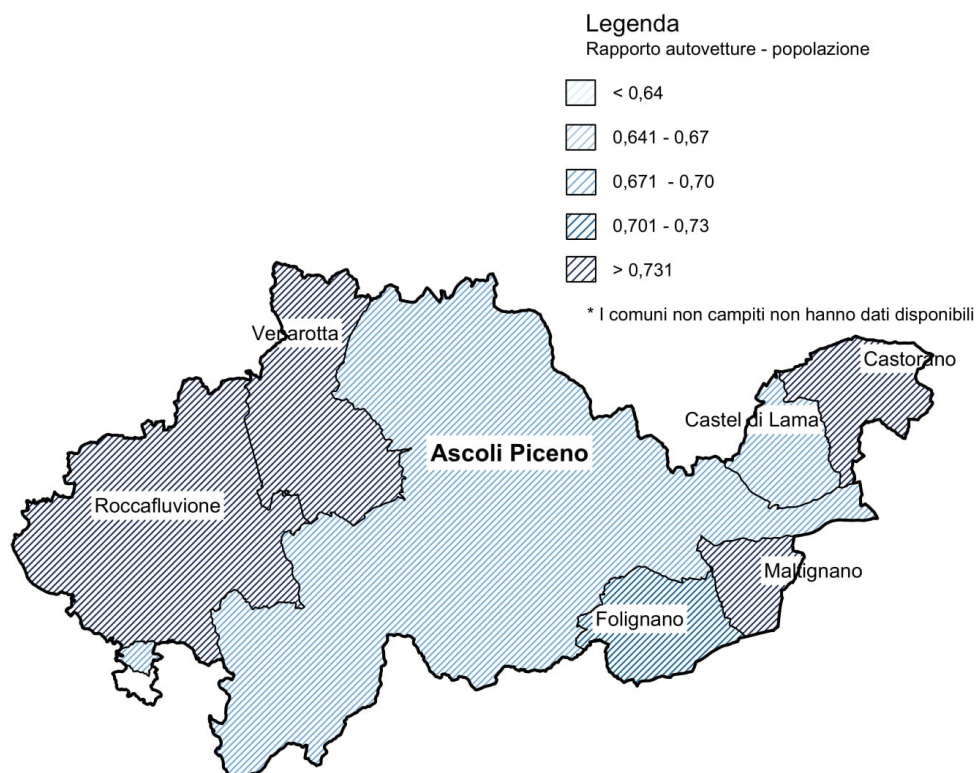 Legenda
Rapporto autovetture - popolazione
< 0,64
0,641 - 0,67
0,671 - 0,70
0,701 - 0,73
> 0,731
* I comuni non campiti non hanno dati disponibili
Venarotta
Castorano
Castel di Lama
Ascoli Piceno
Roccafluvione
Maltignano
Folignano